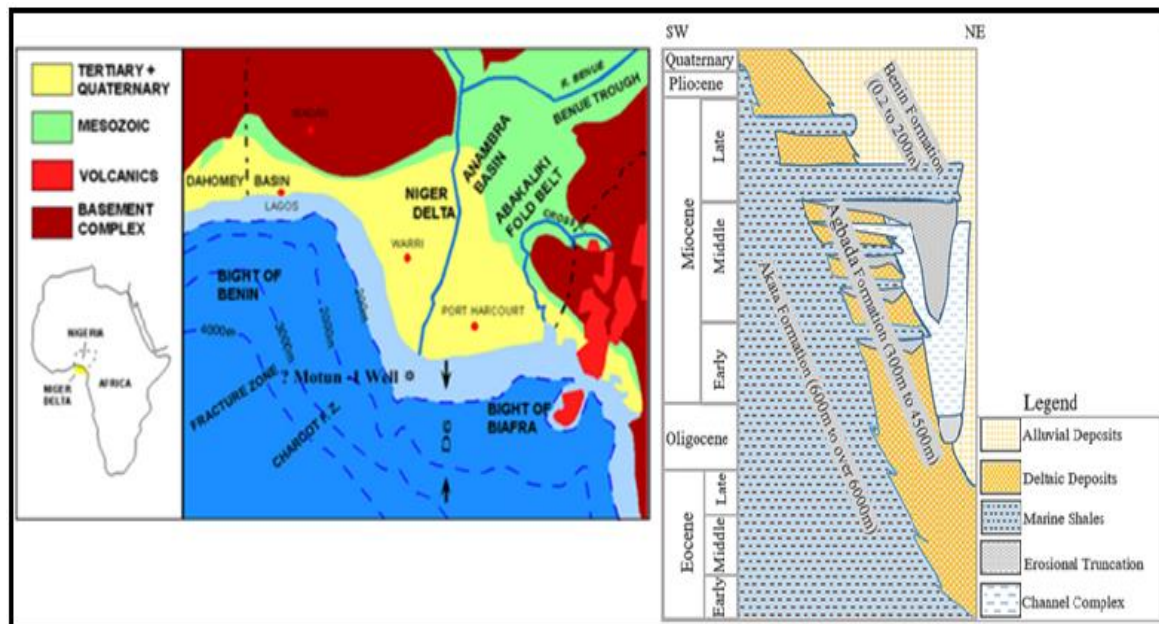 TERTIARY +
QUATERNARY
MESOZOIC
VOLCANICS
BASEMENT
COMPLEX
NIGERIA
AFRICA
NIGER
DELTA
IBADAN
DAHOMEY BASIN
LAGOS
BIGHT OF
BENIN
WARRI
NIGER
DELTA
PORT HARCOURT
ANAMBRA
BASIN
ABAKALIKI
FOLD BELT
R. BENUE
BENUE TROUGH
CROSS R.
200m
2000m
3000m
4000m
? Motun -1 Well
FRACTURE ZONE
CHARCOT F. Z.
BIGHT OF
BIAFRA
SW
NE
Quaternary
Pliocene
Miocene
Late
Middle
Early
Oligocene
Eocene
Late
Middle
Early
Benin Formation
(0.2 to 200m)
Agbada Formation (300m to 4500m)
Akata Formation (600m to over 6000m)
Legend
Alluvial Deposits
Deltaic Deposits
Marine Shales
Erosional Truncation
Channel Complex